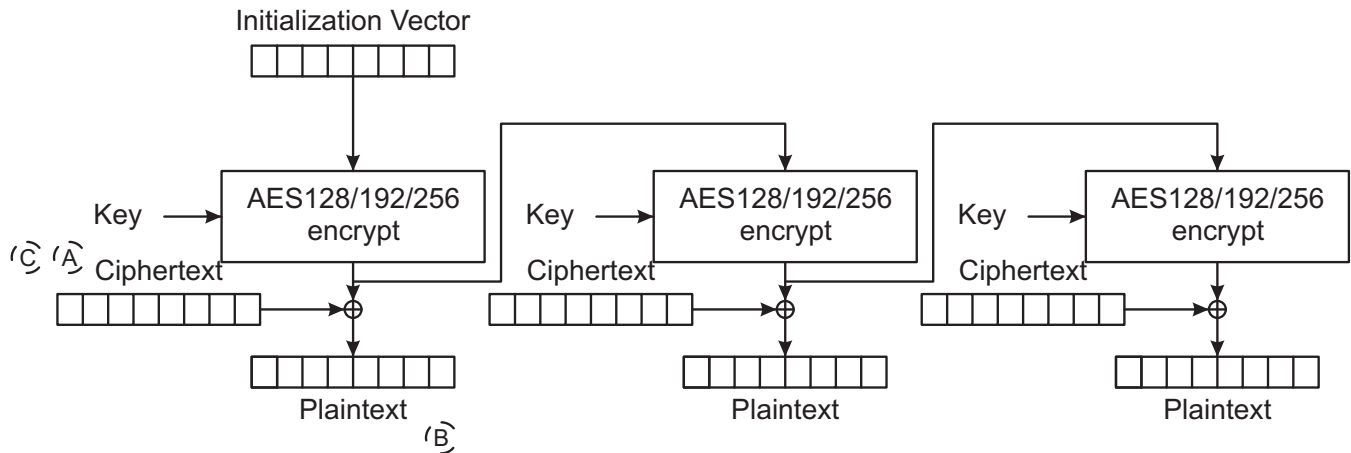 Initialization Vector
AES128/192/256
encrypt
Key
AES128/192/256
encrypt
Key
AES128/192/256
encrypt
Key
C
A
Ciphertext
Ciphertext
Ciphertext
Plaintext
Plaintext
Plaintext
B